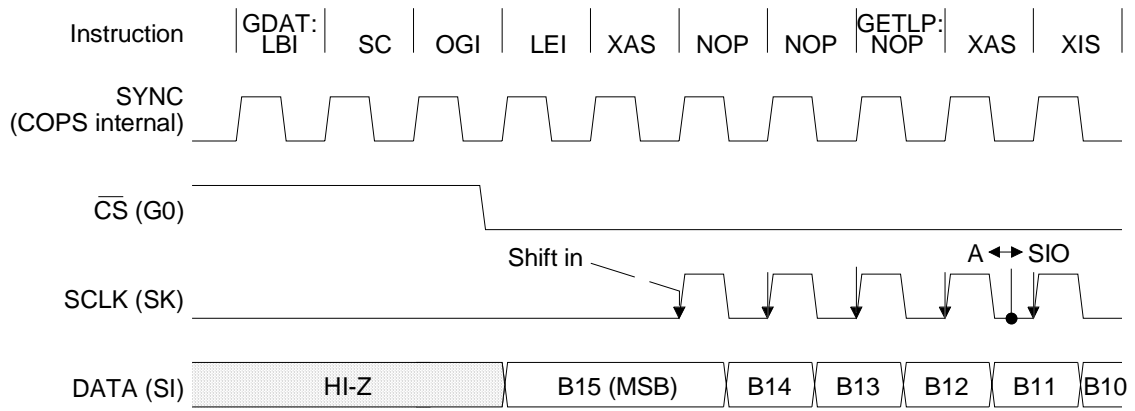 Instruction GDAT: LBI SC OGI LEI XAS NOP NOP GETLP: NOP XAS XIS
SYNC
(COPS internal)
CS (G0)
Shift in
A SIO
SCLK (SK)
DATA (SI) HI-Z B15 (MSB) B14 B13 B12 B11 B10